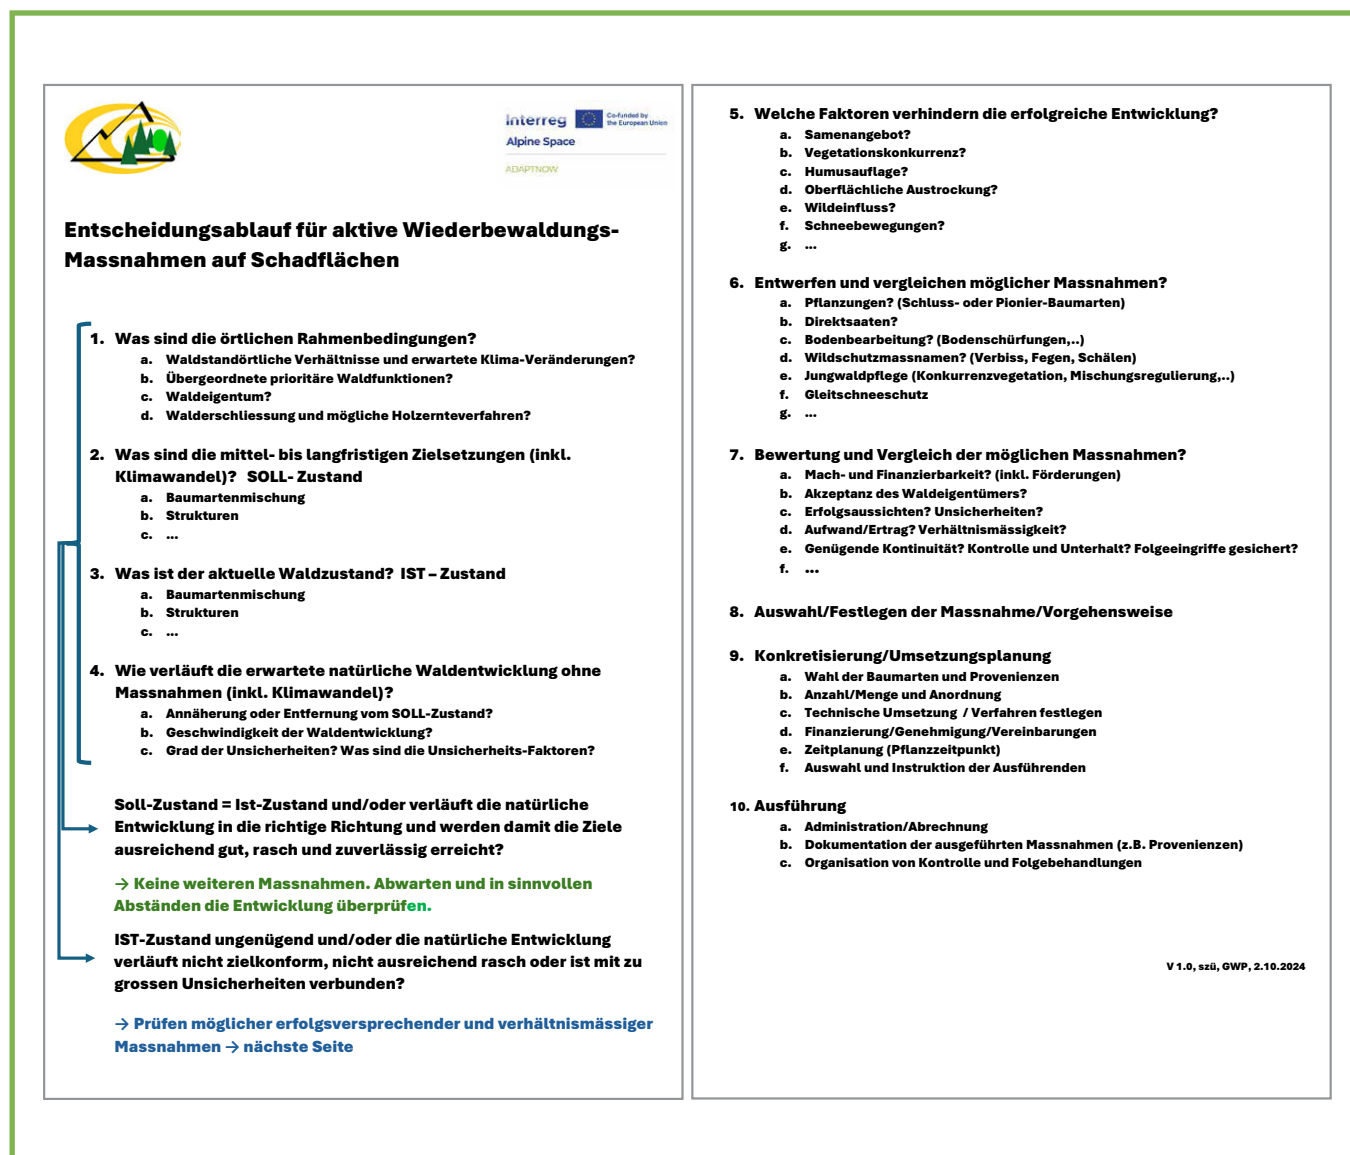 Interreg
Co-funded by
the European Union
Alpine Space
ADAPTNOW
Entscheidungsablauf für aktive Wiederbewaldungs-
Massnahmen auf Schadflächen
1. Was sind die örtlichen Rahmenbedingungen?
a. Waldstandörtliche Verhältnisse und erwartete Klima-Veränderungen?
b. Übergeordnete prioritäre Waldfunktionen?
c. Waldeigentum?
d. Walderschliessung und mögliche Holzernteverfahren?
2. Was sind die mittel- bis langfristigen Zielsetzungen (inkl.
Klimawandel)? SOLL- Zustand
a. Baumartenmischung
b. Strukturen
c. ...
3. Was ist der aktuelle Waldzustand? IST – Zustand
a. Baumartenmischung
b. Strukturen
c. ...
4. Wie verläuft die erwartete natürliche Waldentwicklung ohne
Massnahmen (inkl. Klimawandel)?
a. Annäherung oder Entfernung vom SOLL-Zustand?
b. Geschwindigkeit der Waldentwicklung?
c. Grad der Unsicherheiten? Was sind die Unsicherheits-Faktoren?
Soll-Zustand = Ist-Zustand und/oder verläuft die natürliche
Entwicklung in die richtige Richtung und werden damit die Ziele
ausreichend gut, rasch und zuverlässig erreicht?
→ Keine weiteren Massnahmen. Abwarten und in sinnvollen
Abständen die Entwicklung überprüfen.
IST-Zustand ungenügend und/oder die natürliche Entwicklung
verläuft nicht zielkonform, nicht ausreichend rasch oder ist mit zu
grossen Unsicherheiten verbunden?
→ Prüfen möglicher erfolgsversprechender und verhältnismässiger
Massnahmen → nächste Seite
5. Welche Faktoren verhindern die erfolgreiche Entwicklung?
a. Samenangebot?
b. Vegetationskonkurrenz?
c. Humusauflage?
d. Oberflächliche Austrockung?
e. Wildeinfluss?
f. Schneebewegungen?
g. ...
6. Entwerfen und vergleichen möglicher Massnahmen?
a. Pflanzungen? (Schluss- oder Pionier-Baumarten)
b. Direktsaaten?
c. Bodenbearbeitung? (Bodenschürfungen,..)
d. Wildschutzmassnamen? (Verbiss, Fegen, Schälen)
e. Jungwaldpflege (Konkurrenzvegetation, Mischungsregulierung,..)
f. Gleitschneeschutz
g. ...
7. Bewertung und Vergleich der möglichen Massnahmen?
a. Mach- und Finanzierbarkeit? (inkl. Förderungen)
b. Akzeptanz des Waldeigentümers?
c. Erfolgsaussichten? Unsicherheiten?
d. Aufwand/Ertrag? Verhältnismässigkeit?
e. Genügende Kontinuität? Kontrolle und Unterhalt? Folgeeingriffe gesichert?
f. ...
8. Auswahl/Festlegen der Massnahme/Vorgehensweise
9. Konkretisierung/Umsetzungsplanung
a. Wahl der Baumarten und Provenienzen
b. Anzahl/Menge und Anordnung
c. Technische Umsetzung / Verfahren festlegen
d. Finanzierung/Genehmigung/Vereinbarungen
e. Zeitplanung (Pflanzzeitpunkt)
f. Auswahl und Instruktion der Ausführenden
10. Ausführung
a. Administration/Abrechnung
b. Dokumentation der ausgeführten Massnahmen (z.B. Provenienzen)
c. Organisation von Kontrolle und Folgebehandlungen
V 1.0, szü, GWP, 2.10.2024